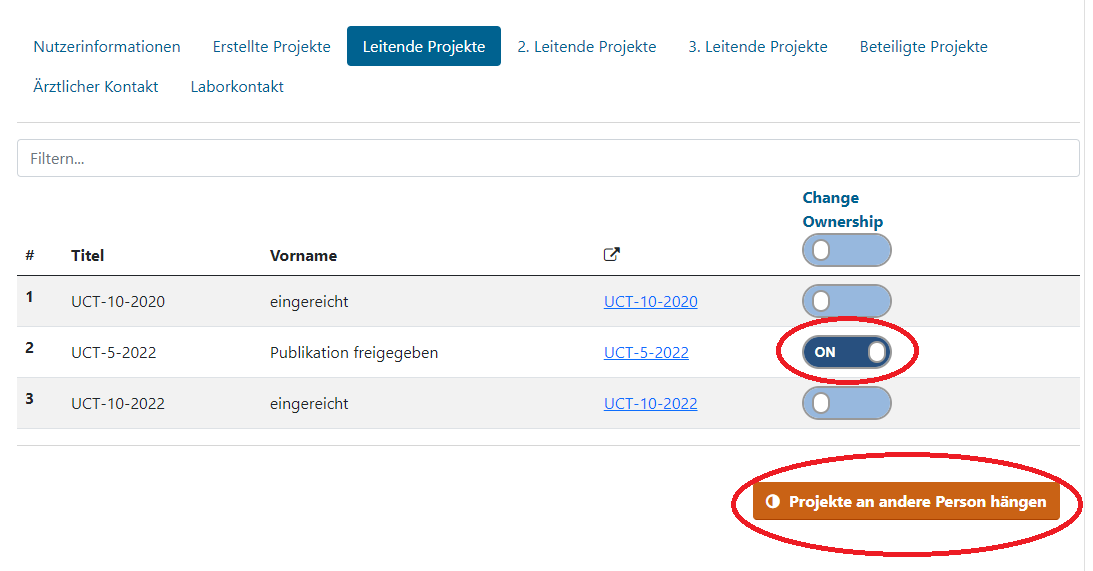 Nutzerinformationen Erstellte Projekte Leitende Projekte 2. Leitende Projekte 3. Leitende Projekte Beteiligte Projekte
Ärztlicher Kontakt Laborkontakt
Filtern...
Change
Ownership
# Titel Vorname
1 UCT-10-2020 eingereicht UCT-10-2020
2 UCT-5-2022 Publikation freigegeben UCT-5-2022 ON
3 UCT-10-2022 eingereicht UCT-10-2022
Projekte an andere Person hängen